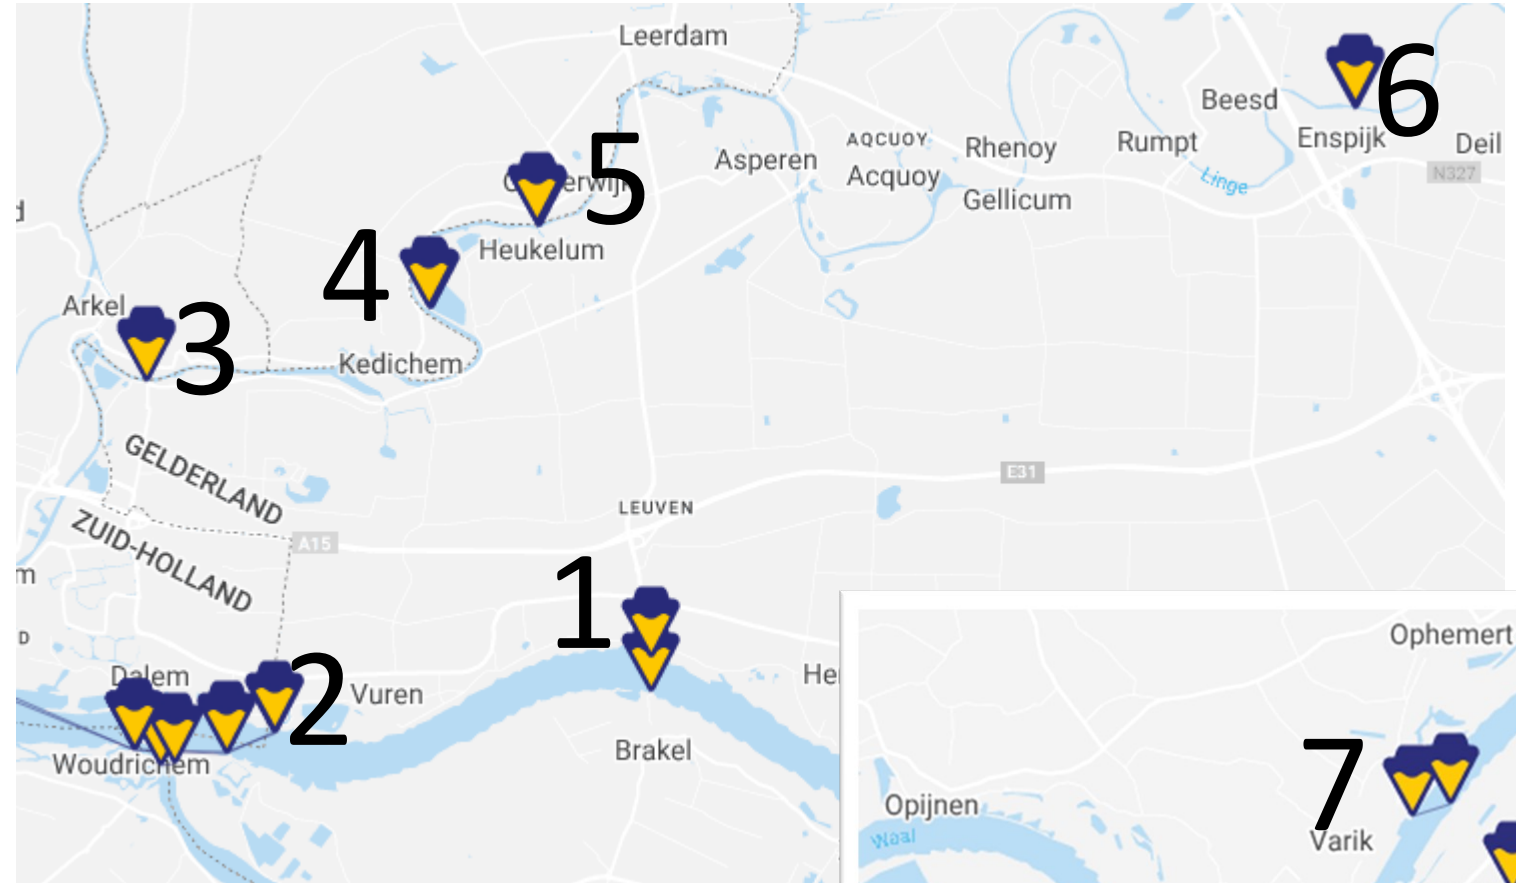 Leerdam
6
Beesd
5
AQCUOY
Enspijk
Rhenoy
Rumpt
Deil
Asperen
Acquoy
N327
Linge
Gellicum
d
4
Heukelum
Arkel
3
Kedichem
GELDERLAND
E31
LEUVEN
ZUID-HOLLAND
A15
m
1
D
Ophemert
Dalem
2
Vuren
He
Woudrichem
Brakel
7
Opijnen
Waal
Varik